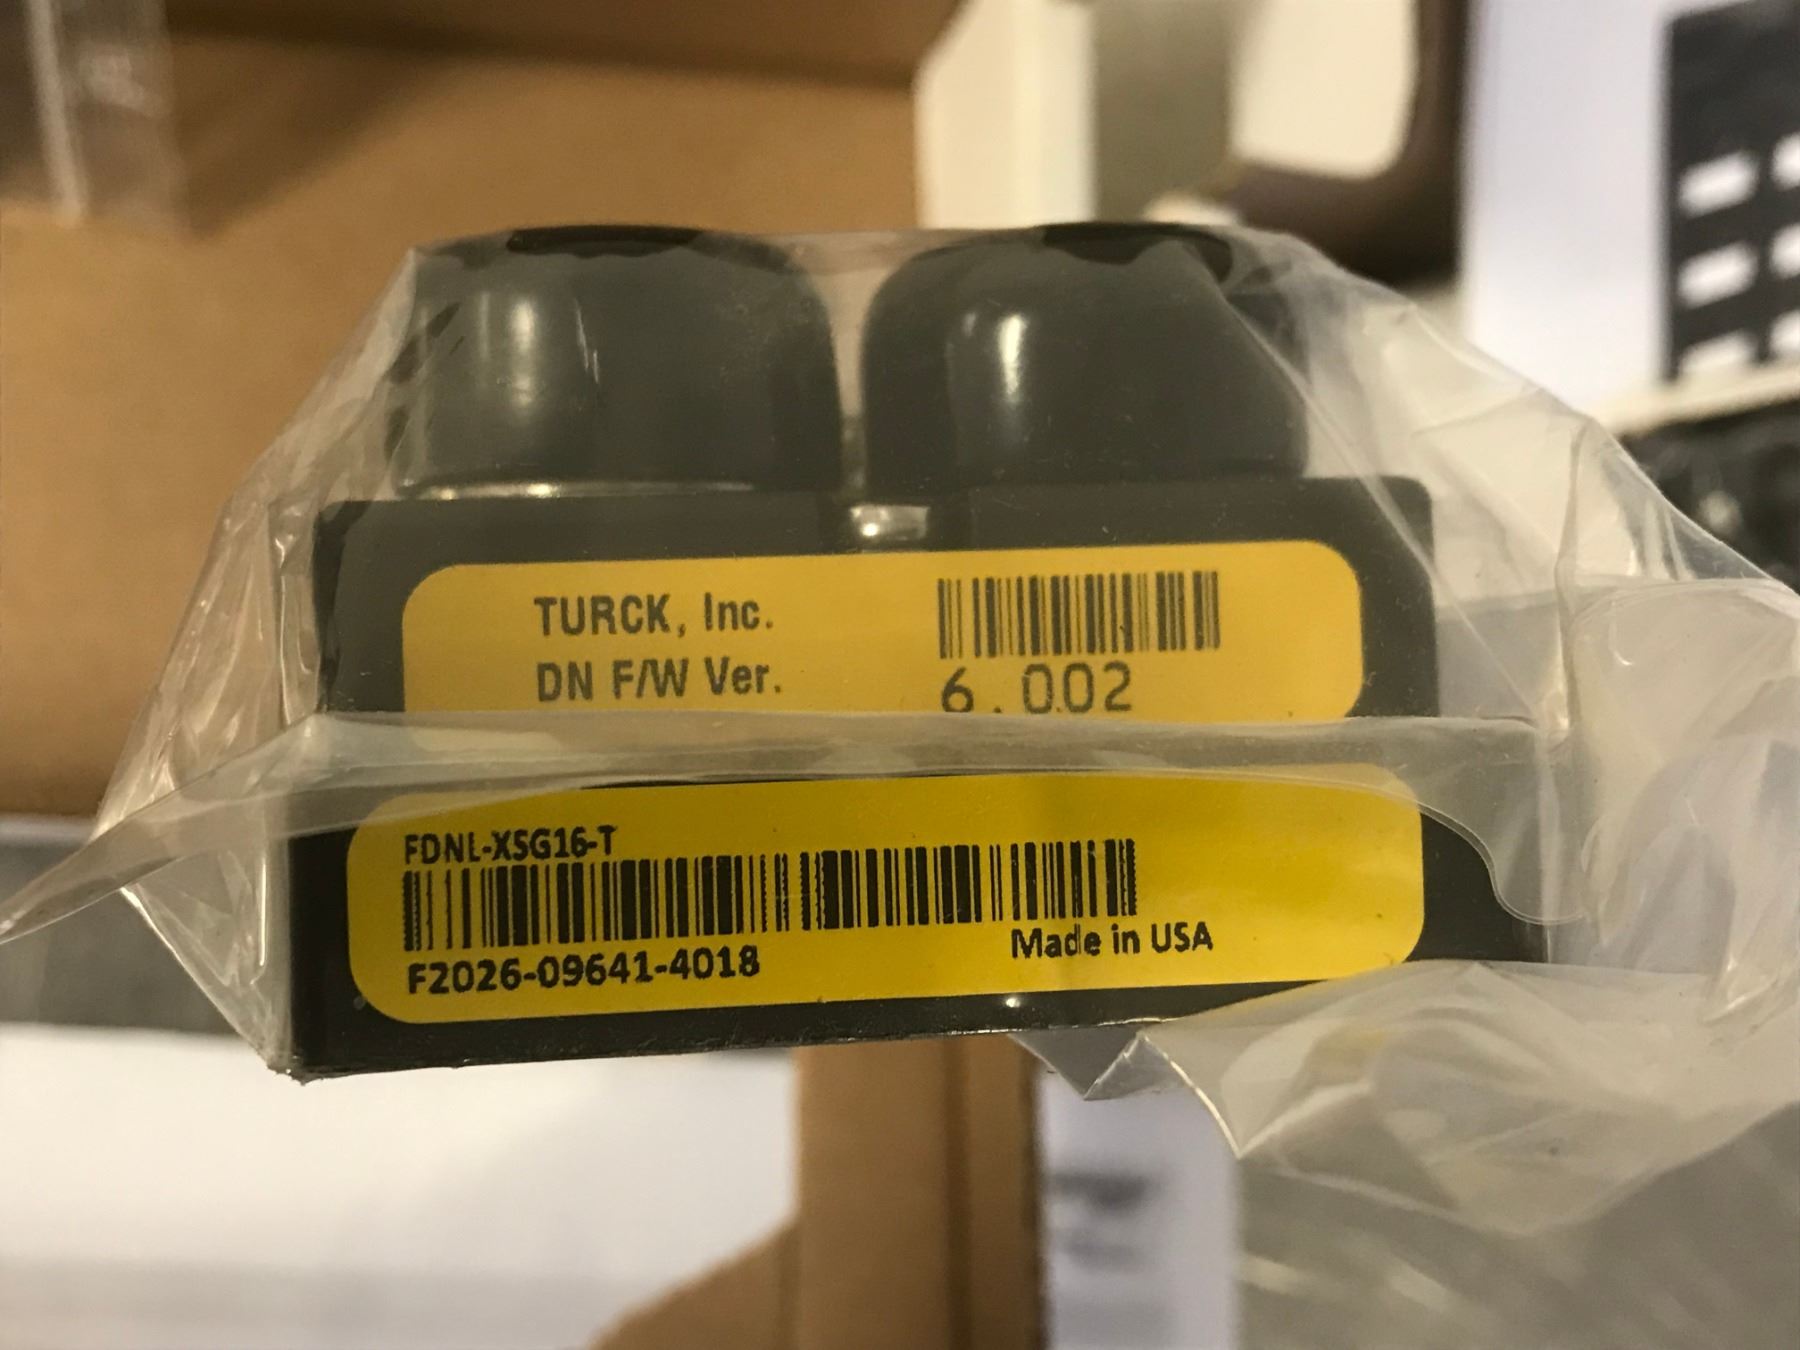 TURCK, Inc.
DN F/W Ver. 6.002
FDNL-XSG16-T
F2026-09641-4018
Made in USA